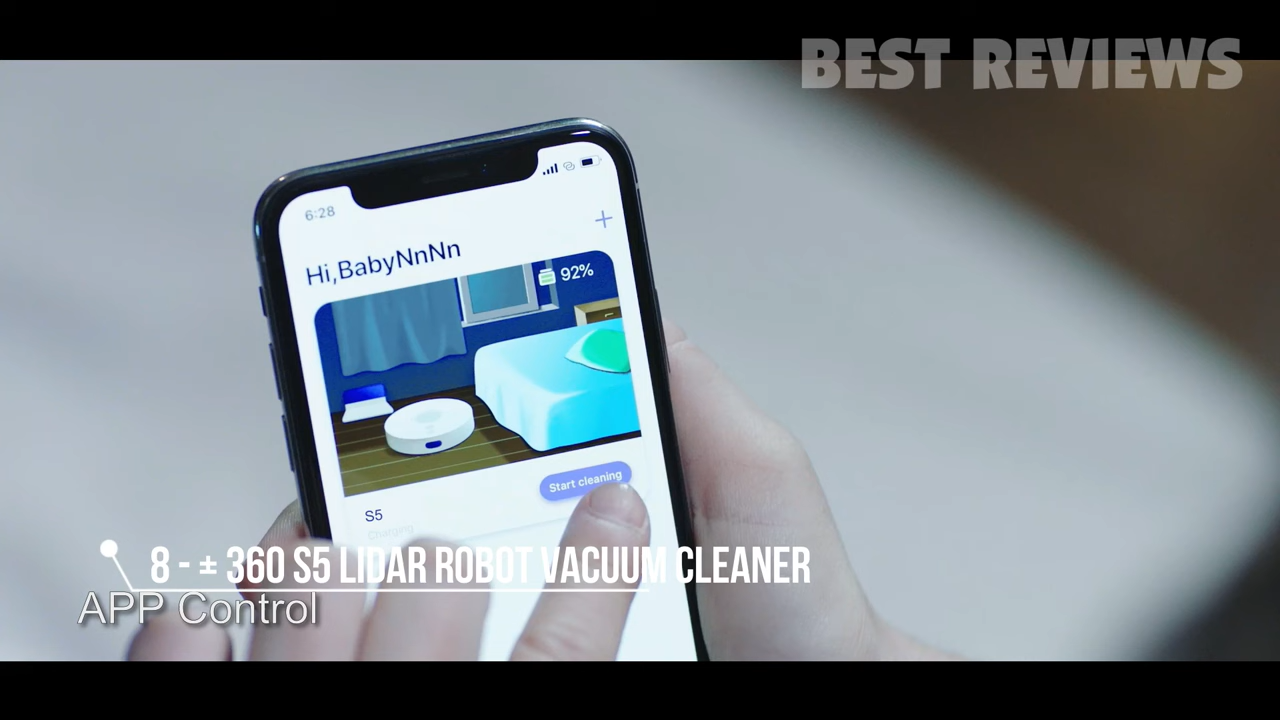 BEST REVIEWS
6:28
Hi,BabyNnNn
92%
Start cleaning
S5
Charging
8 - ± 360 S5 LIDAR ROBOT VACUUM CLEANER
APP Control